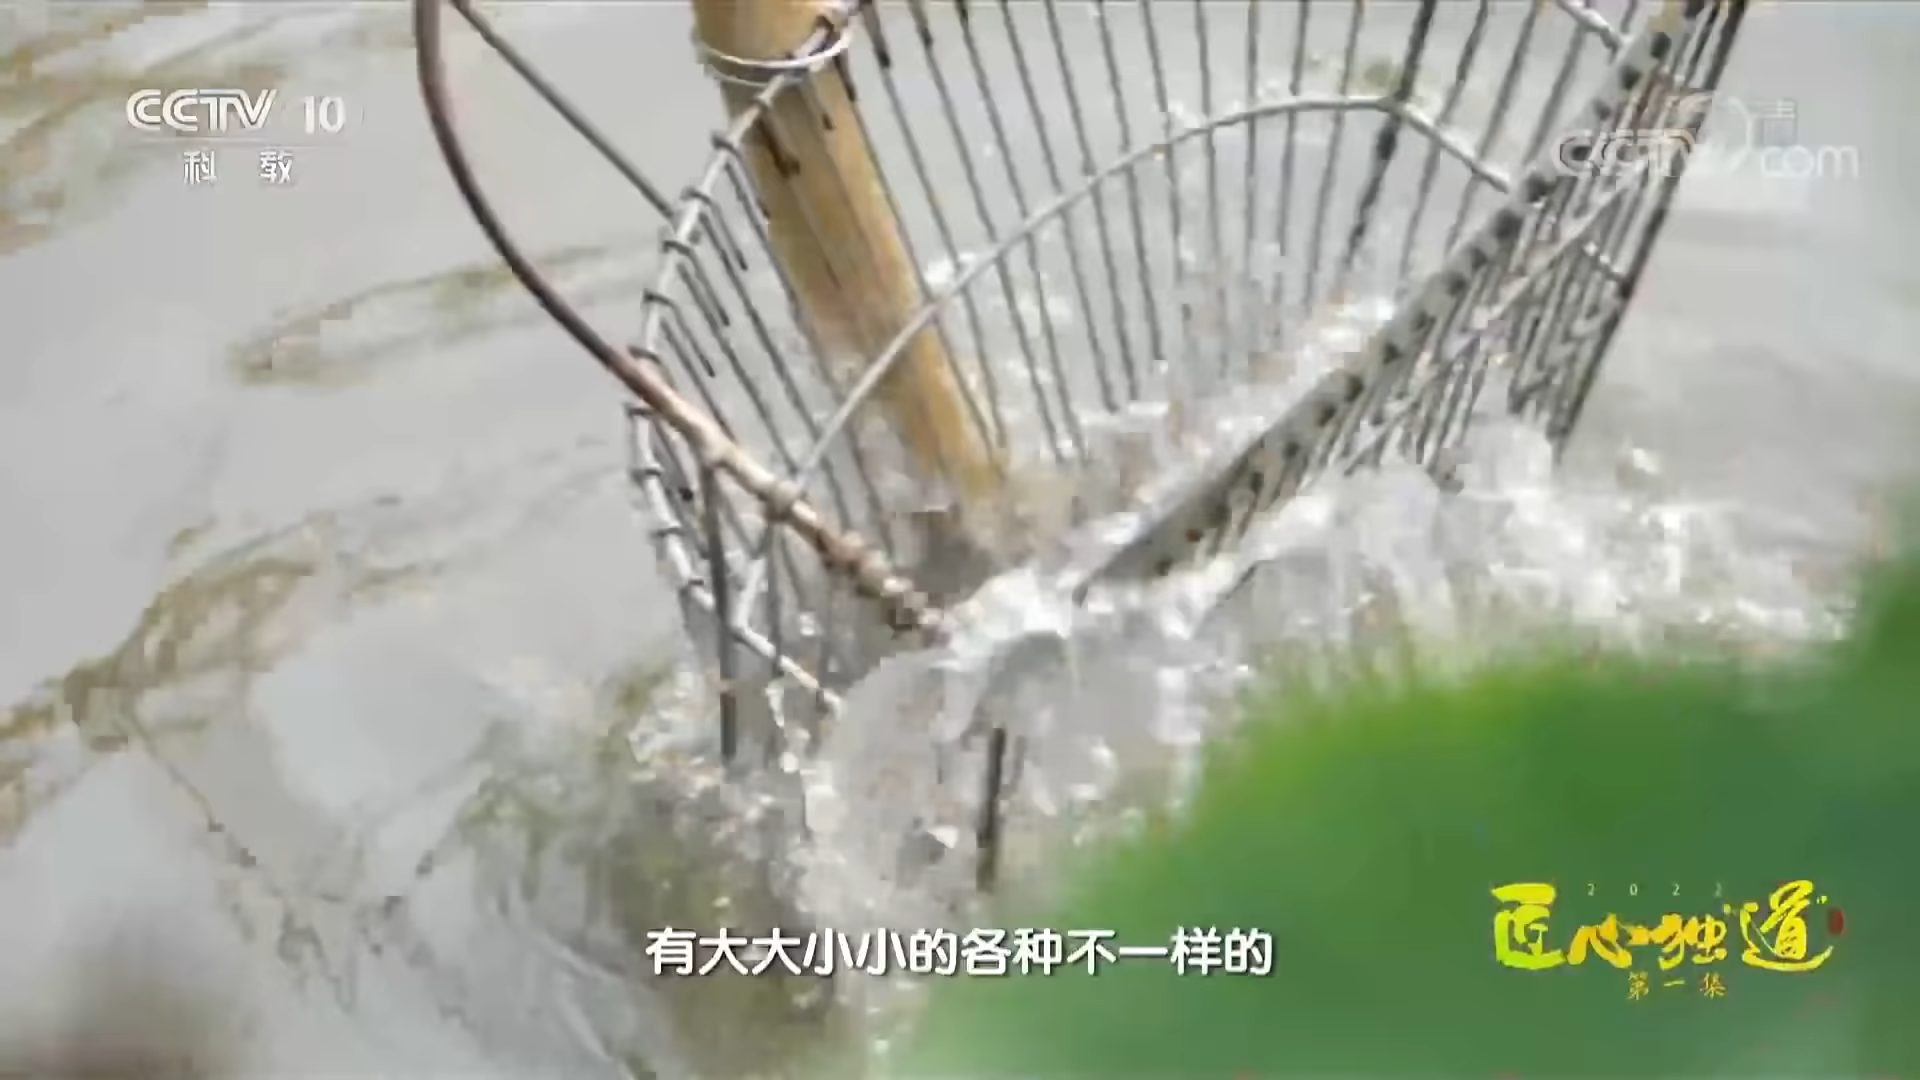 CCTV 10
科 教
CCTV com
2022
匠心独"道"
第一集
有大大小小的各种不一样的